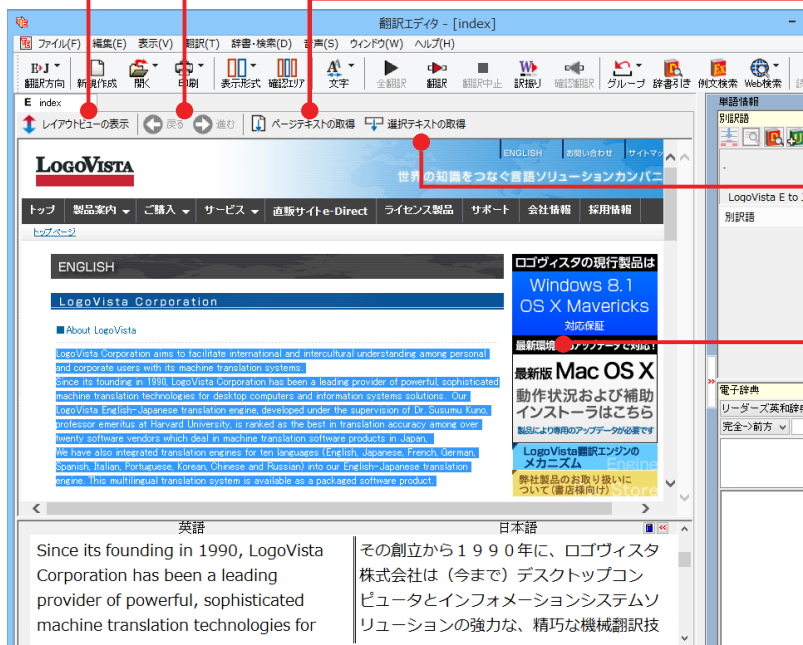 翻訳エディタ - [index]
ファイル(F) 編集(E) 表示(V) 翻訳(T) 辞書・検索(D) 音声(S) ウィンドウ(W) ヘルプ(H)
翻訳方向 新規作成 開く 印刷 表示形式 確認エリア 文字 全翻訳 翻訳 翻訳中止 訳振り 確認翻訳 グループ 辞書引き 例文検索 Web検索
E index
単語情報
レイアウトビューの表示 戻る 進む ページテキストの取得 選択テキストの取得
別訳語
LOGOVISTA
ENGLISH お問い合わせ サイトマッ
世界の知識をつなぐ言語ソリューションカンパニ
トップ 製品案内 ご購入 サービス 直販サイトe-Direct ライセンス製品 サポート 会社情報 採用情報
LogoVista E to J
別訳語
トップページ
ENGLISH
LogoVista Corporation
■About LogoVista
LogoVista Corporation aims to facilitate international and intercultural understanding among personal
and corporate users with its machine translation systems.
Since its founding in 1990, LogoVista Corporation has been a leading provider of powerful, sophisticated
machine translation technologies for desktop computers and information systems solutions. Our
LogoVista English-Japanese translation engine, developed under the supervision of Dr. Susumu Kuno,
professor emeritus at Harvard University, is ranked as the best in translation accuracy among over
twenty software vendors which deal in machine translation software products in Japan.
We have also integrated translation engines for ten languages (English, Japanese, French, German,
Spanish, Italian, Portuguese, Korean, Chinese and Russian) into our English-Japanese translation
engine. This multilingual translation system is available as a packaged software product.
ロゴヴィスタの現行製品は
Windows 8.1
OS X Mavericks
対応保証
最新環境 アップデータで対応!
最新版 Mac OS X
動作状況および補助
インストーラはこちら
製品により専用のアップデータが必要です
LogoVista翻訳エンジンの
メカニズム Engine
弊社製品のお取り扱いに
ついて(書店様向け) Store
電子辞典
リーダーズ英和辞典
完全->前方
英語 日本語
Since its founding in 1990, LogoVista
Corporation has been a leading
provider of powerful, sophisticated
machine translation technologies for
その創立から１９９０年に、ロゴヴィスタ
株式会社は（今まで）デスクトップコン
ピュータとインフォメーションシステムソ
リューションの強力な、精巧な機械翻訳技